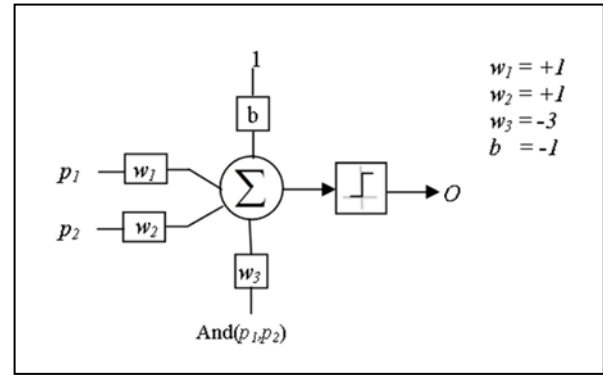 1
b
w₁ = +1
w₂ = +1
w₃ = -3
b = -1
p₁ w₁
Σ
O
p₂ w₂
w₃
And(p₁,p₂)